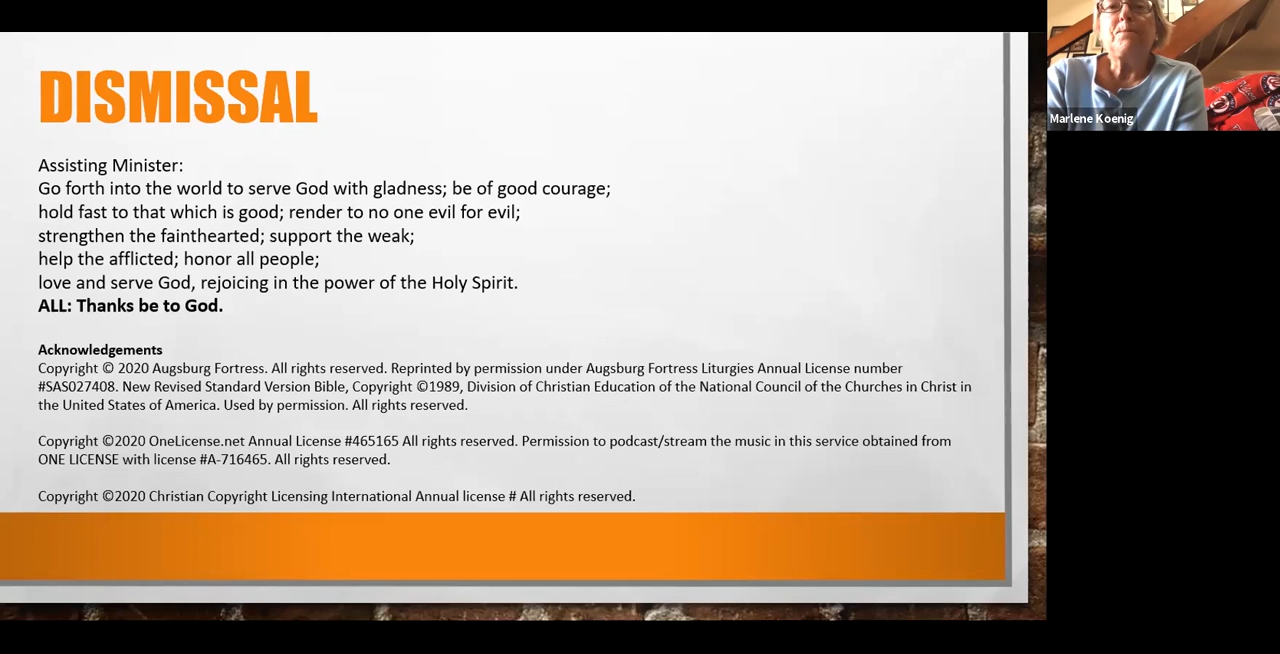 DISMISSAL
Assisting Minister:
Go forth into the world to serve God with gladness; be of good courage;
hold fast to that which is good; render to no one evil for evil;
strengthen the fainthearted; support the weak;
help the afflicted; honor all people;
love and serve God, rejoicing in the power of the Holy Spirit.
ALL: Thanks be to God.
Acknowledgements
Copyright © 2020 Augsburg Fortress. All rights reserved. Reprinted by permission under Augsburg Fortress Liturgies Annual License number
#SAS027408. New Revised Standard Version Bible, Copyright ©1989, Division of Christian Education of the National Council of the Churches in Christ in
the United States of America. Used by permission. All rights reserved.
Copyright ©2020 OneLicense.net Annual License #465165 All rights reserved. Permission to podcast/stream the music in this service obtained from
ONE LICENSE with license #A-716465. All rights reserved.
Copyright ©2020 Christian Copyright Licensing International Annual license # All rights reserved.
Marlene Koenig